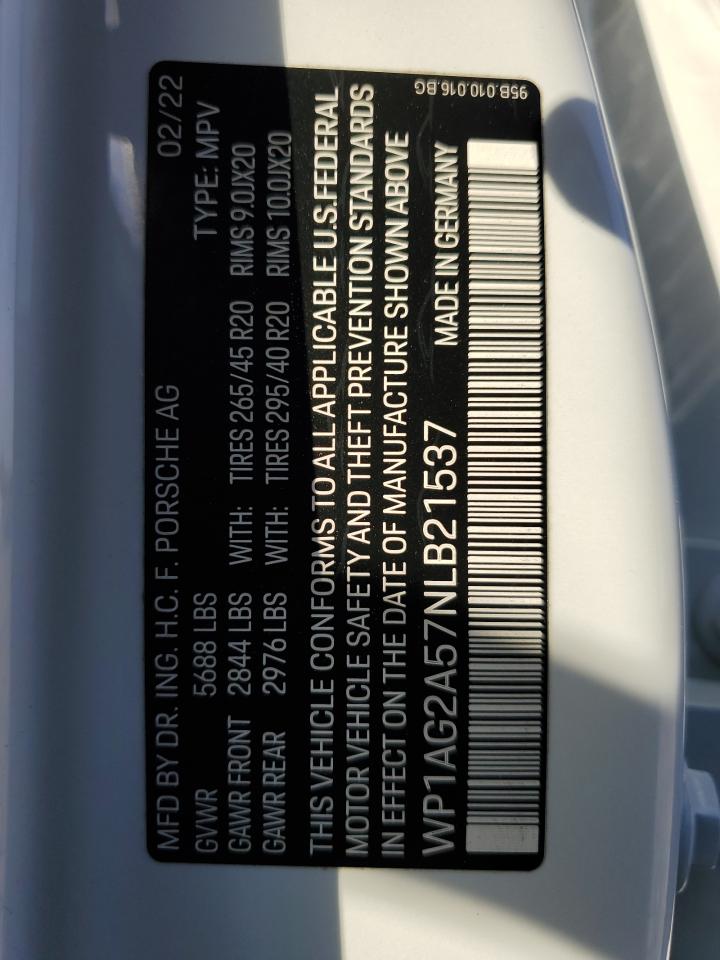 MFD BY DR. ING. H.C. F. PORSCHE AG 02/22
GVWR 5688 LBS TYPE: MPV
GAWR FRONT 2844 LBS WITH: TIRES 265/45 R20 RIMS 9.0JX20
GAWR REAR 2976 LBS WITH: TIRES 295/40 R20 RIMS 10.0JX20
THIS VEHICLE CONFORMS TO ALL APPLICABLE U.S. FEDERAL
MOTOR VEHICLE SAFETY AND THEFT PREVENTION STANDARDS
IN EFFECT ON THE DATE OF MANUFACTURE SHOWN ABOVE
WP1AG2A57NLB21537 MADE IN GERMANY
95B.010.016.BG